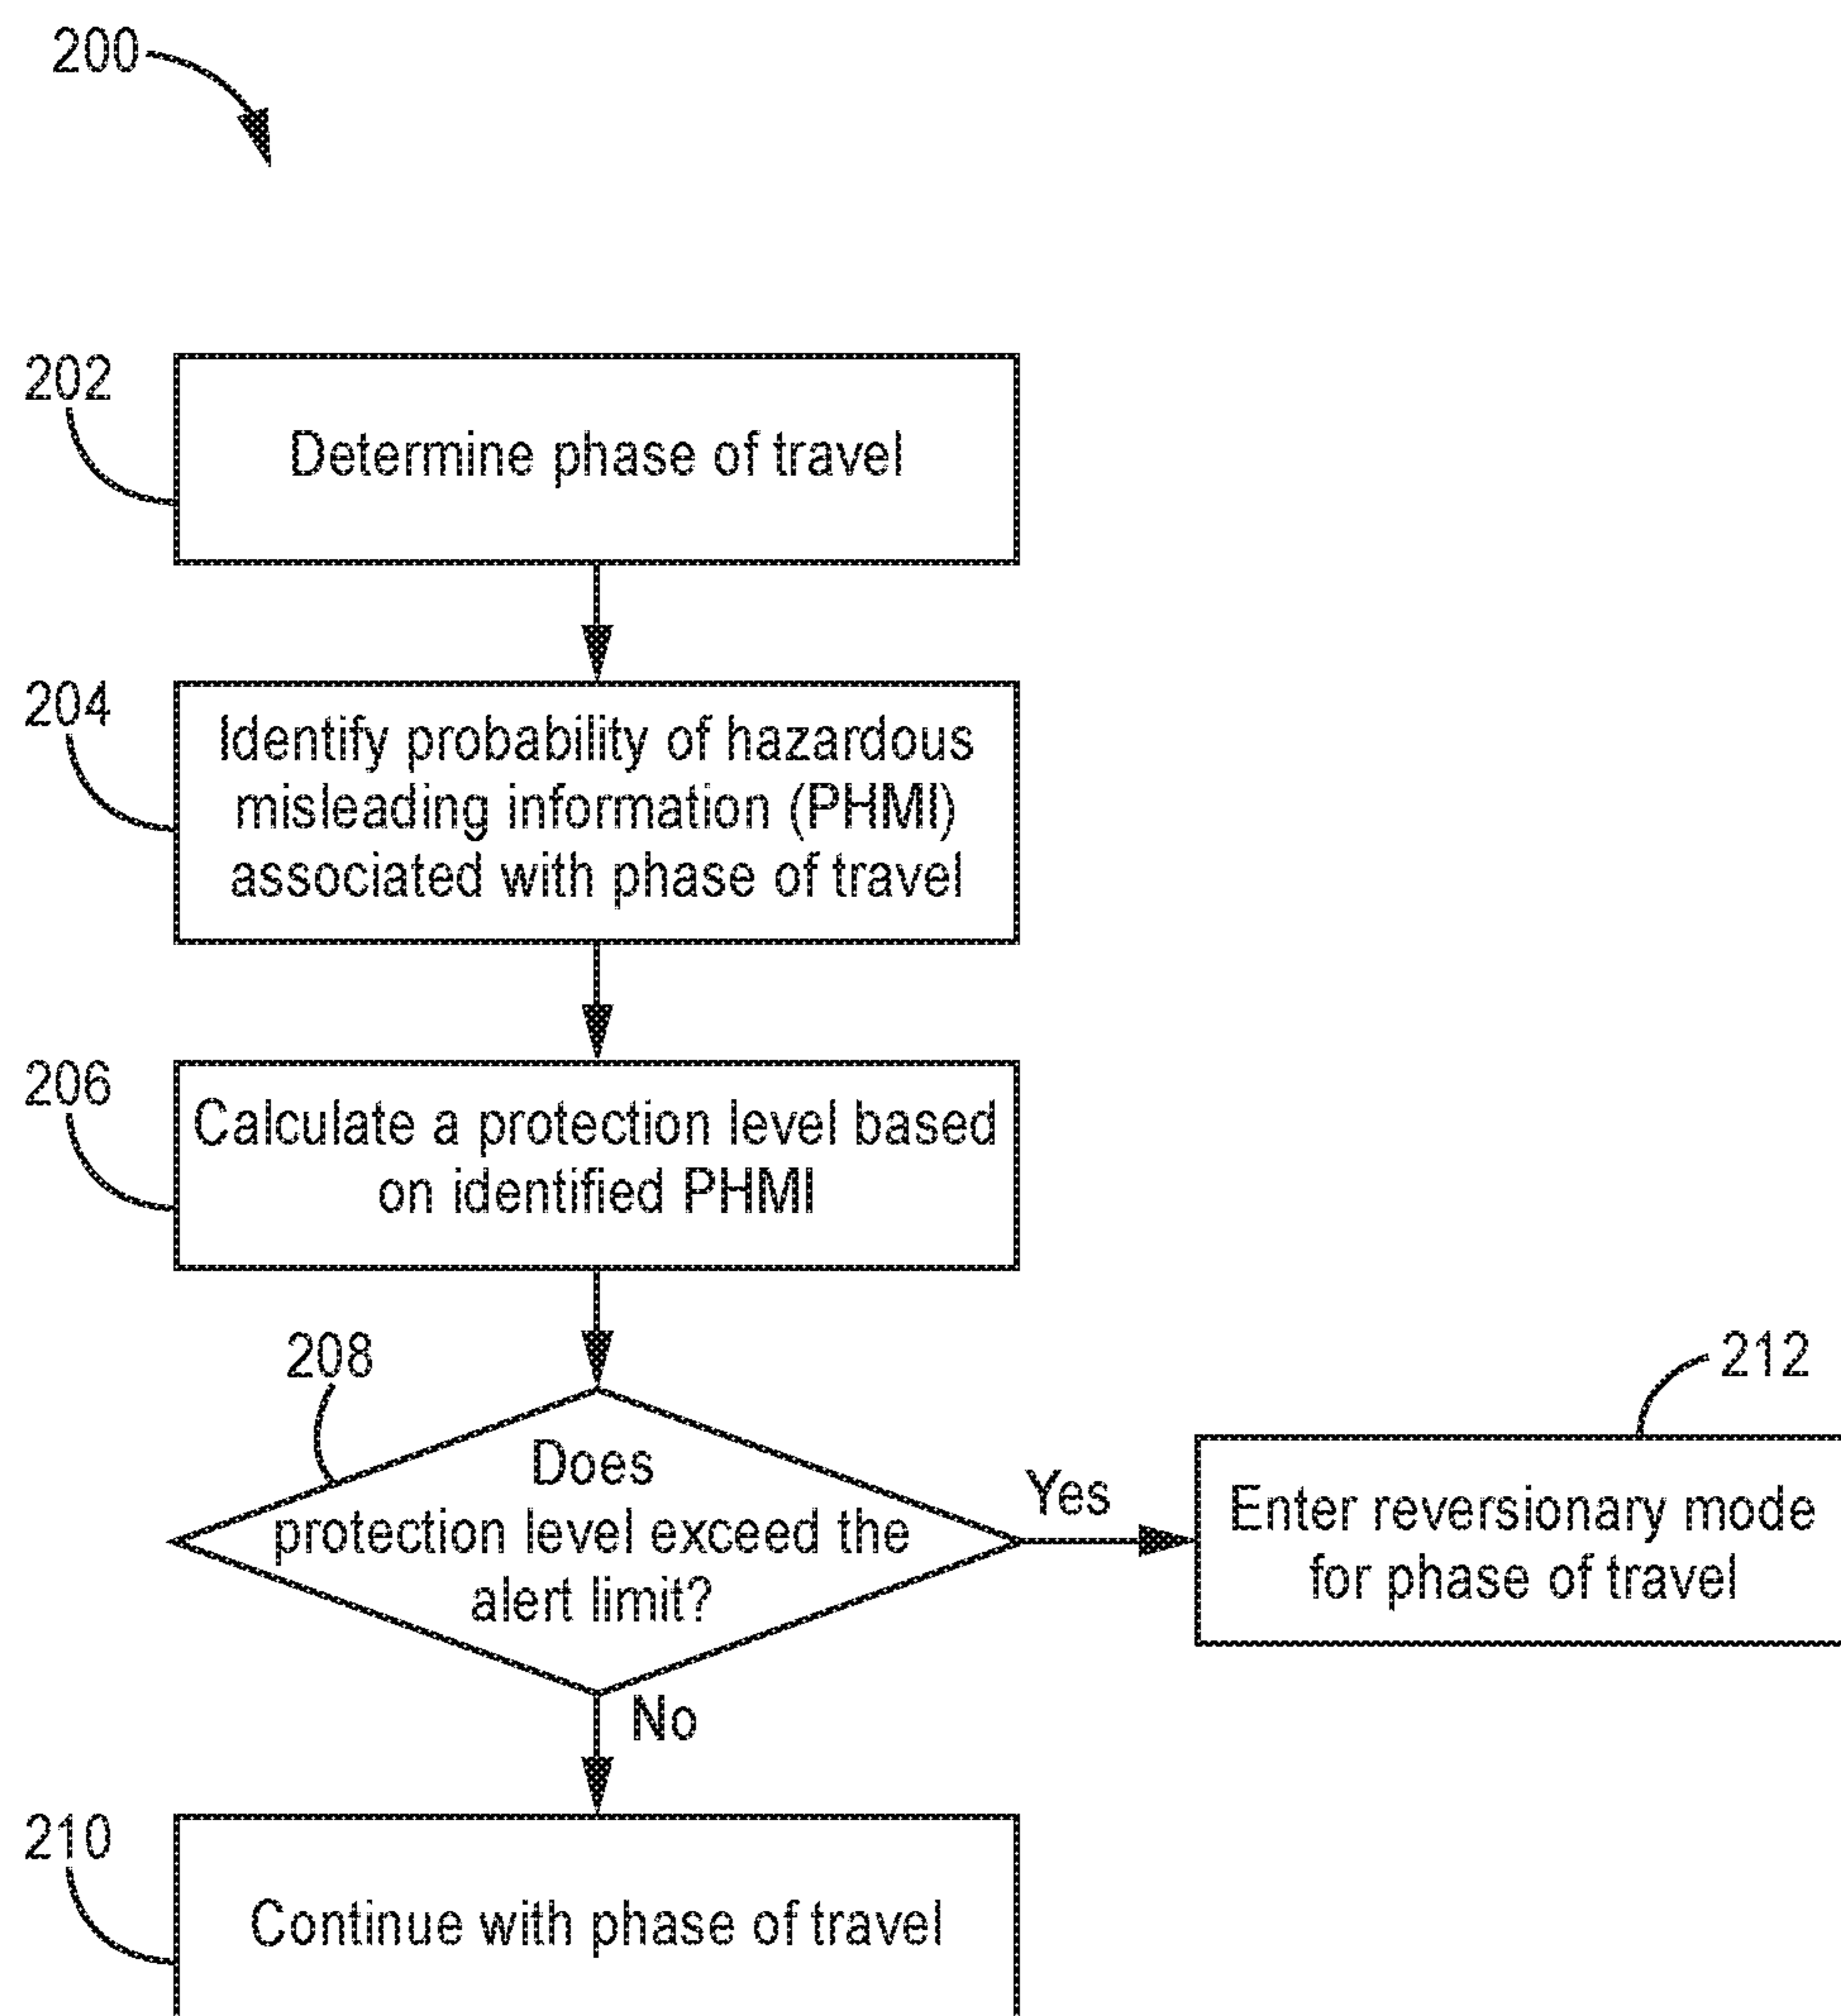 200
202
Determine phase of travel
204
Identify probability of hazardous
misleading information (PHMI)
associated with phase of travel
206
Calculate a protection level based
on identified PHMI
208
Does
protection level exceed the
alert limit?
Yes
212
Enter reversionary mode
for phase of travel
No
210
Continue with phase of travel